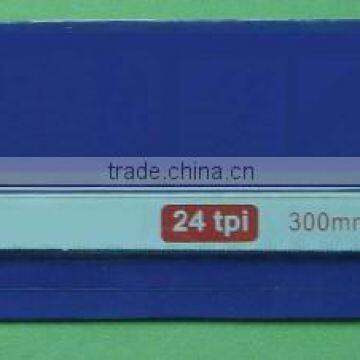 trade.china.cn
24 tpi 300mm